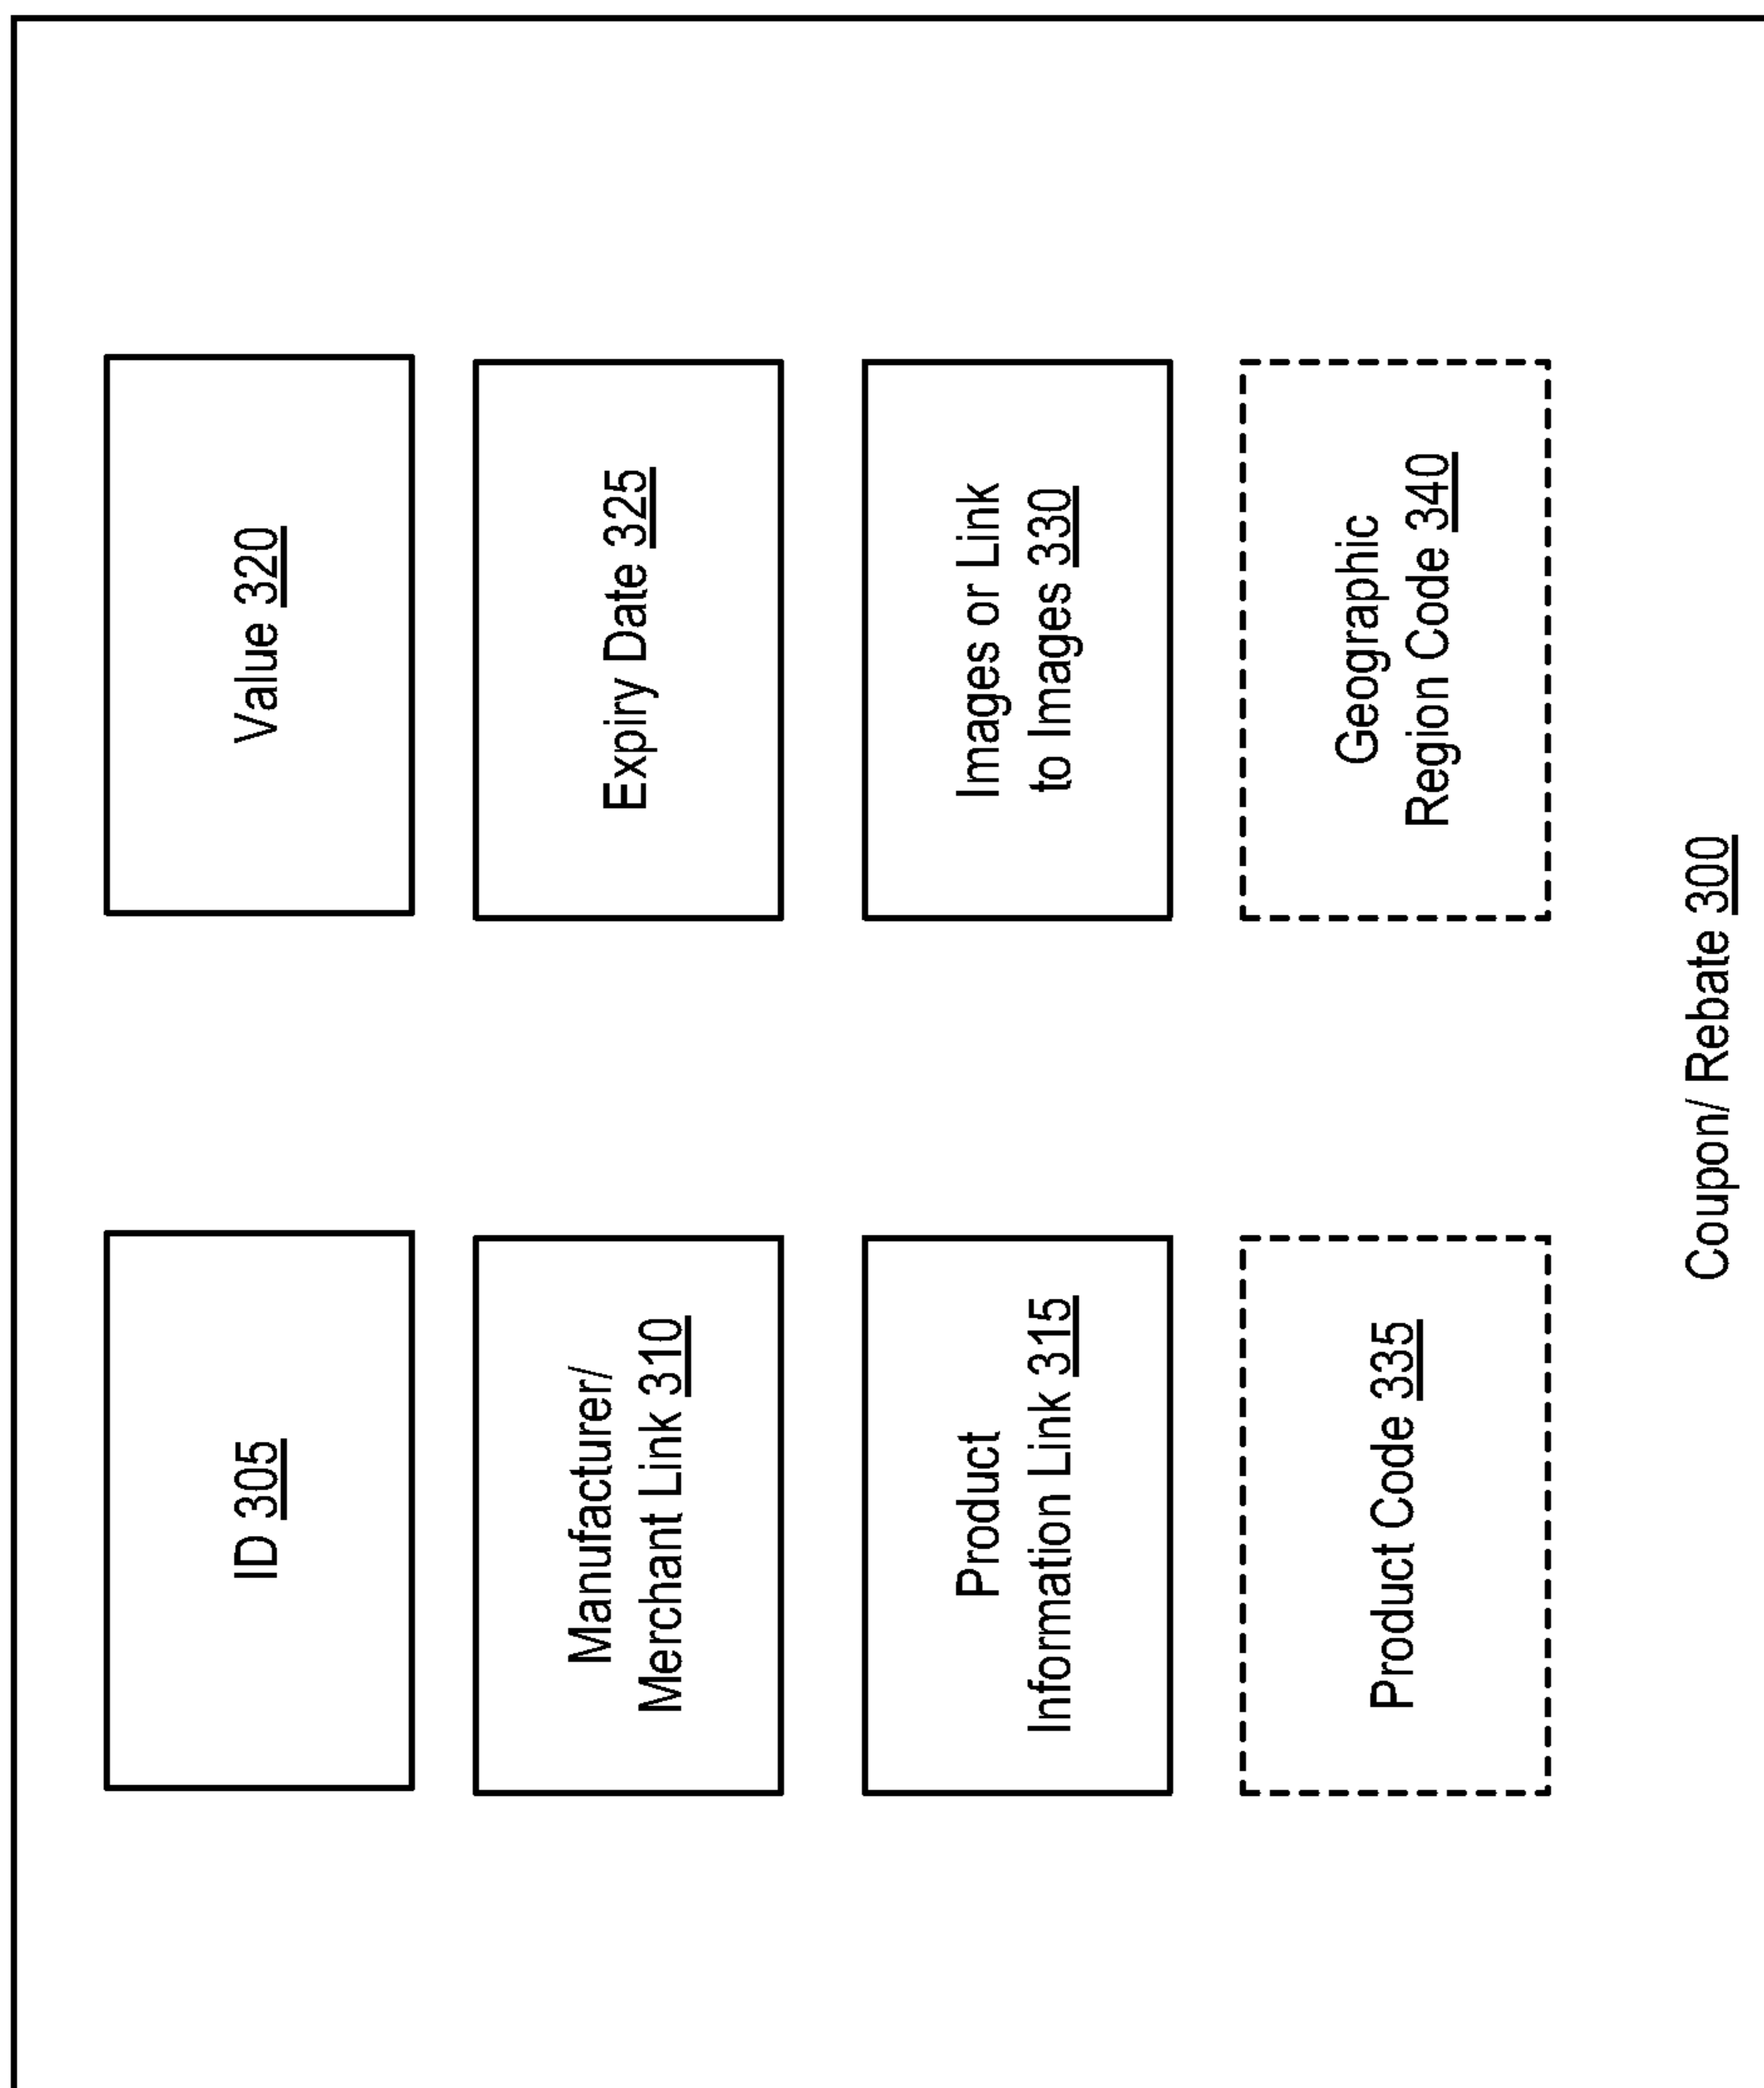 ID 305
Value 320
Manufacturer/
Merchant Link 310
Expiry Date 325
Product
Information Link 315
Images or Link
to Images 330
Product Code 335
Geographic
Region Code 340
Coupon/ Rebate 300